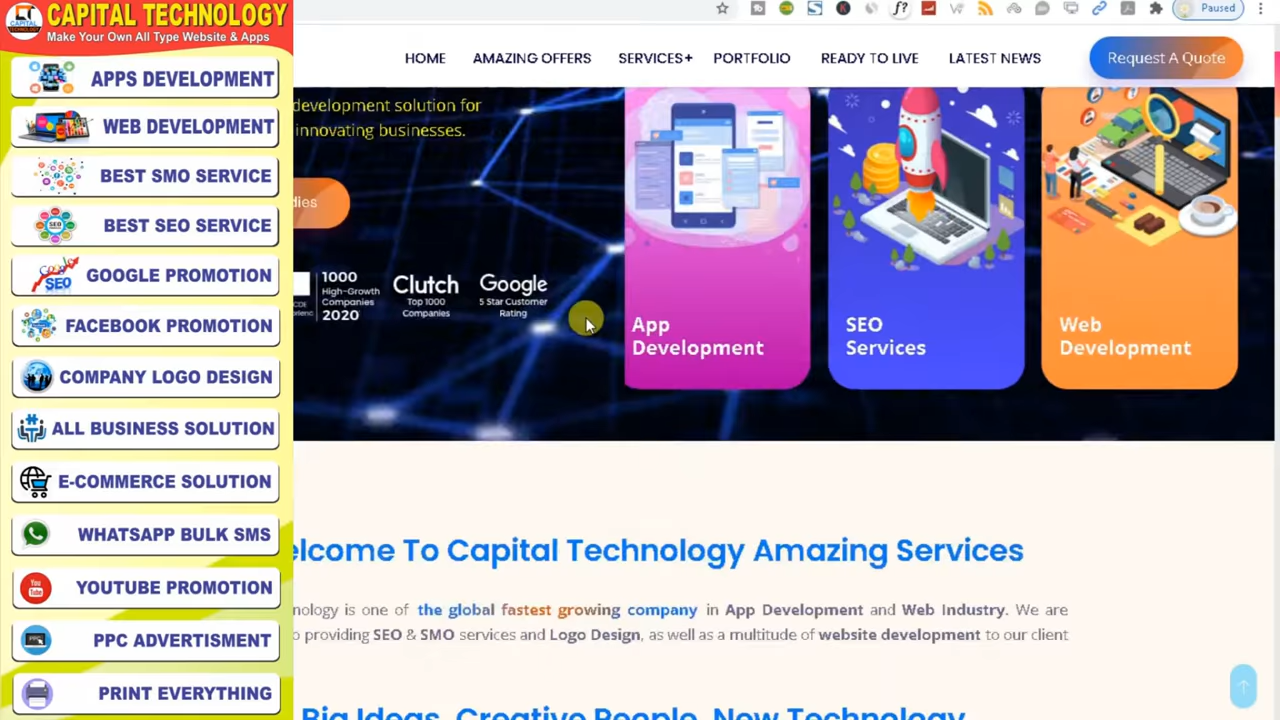 CAPITAL TECHNOLOGY
Make Your Own All Type Website & Apps
APPS DEVELOPMENT
WEB DEVELOPMENT
BEST SMO SERVICE
BEST SEO SERVICE
GOOGLE PROMOTION
FACEBOOK PROMOTION
COMPANY LOGO DESIGN
ALL BUSINESS SOLUTION
E-COMMERCE SOLUTION
WHATSAPP BULK SMS
YOUTUBE PROMOTION
PPC ADVERTISMENT
PRINT EVERYTHING
Paused
HOME AMAZING OFFERS SERVICES+ PORTFOLIO READY TO LIVE LATEST NEWS Request A Quote
development solution for
innovating businesses.
dies
1000
High-Growth
Companies
2020
Clutch
Top 1000
Companies
Google
5 Star Customer
Rating
App
Development
SEO
Services
Web
Development
elcome To Capital Technology Amazing Services
nology is one of the global fastest growing company in App Development and Web Industry. We are
o providing SEO & SMO services and Logo Design, as well as a multitude of website development to our client
Big Ideas, Creative People, New Technology